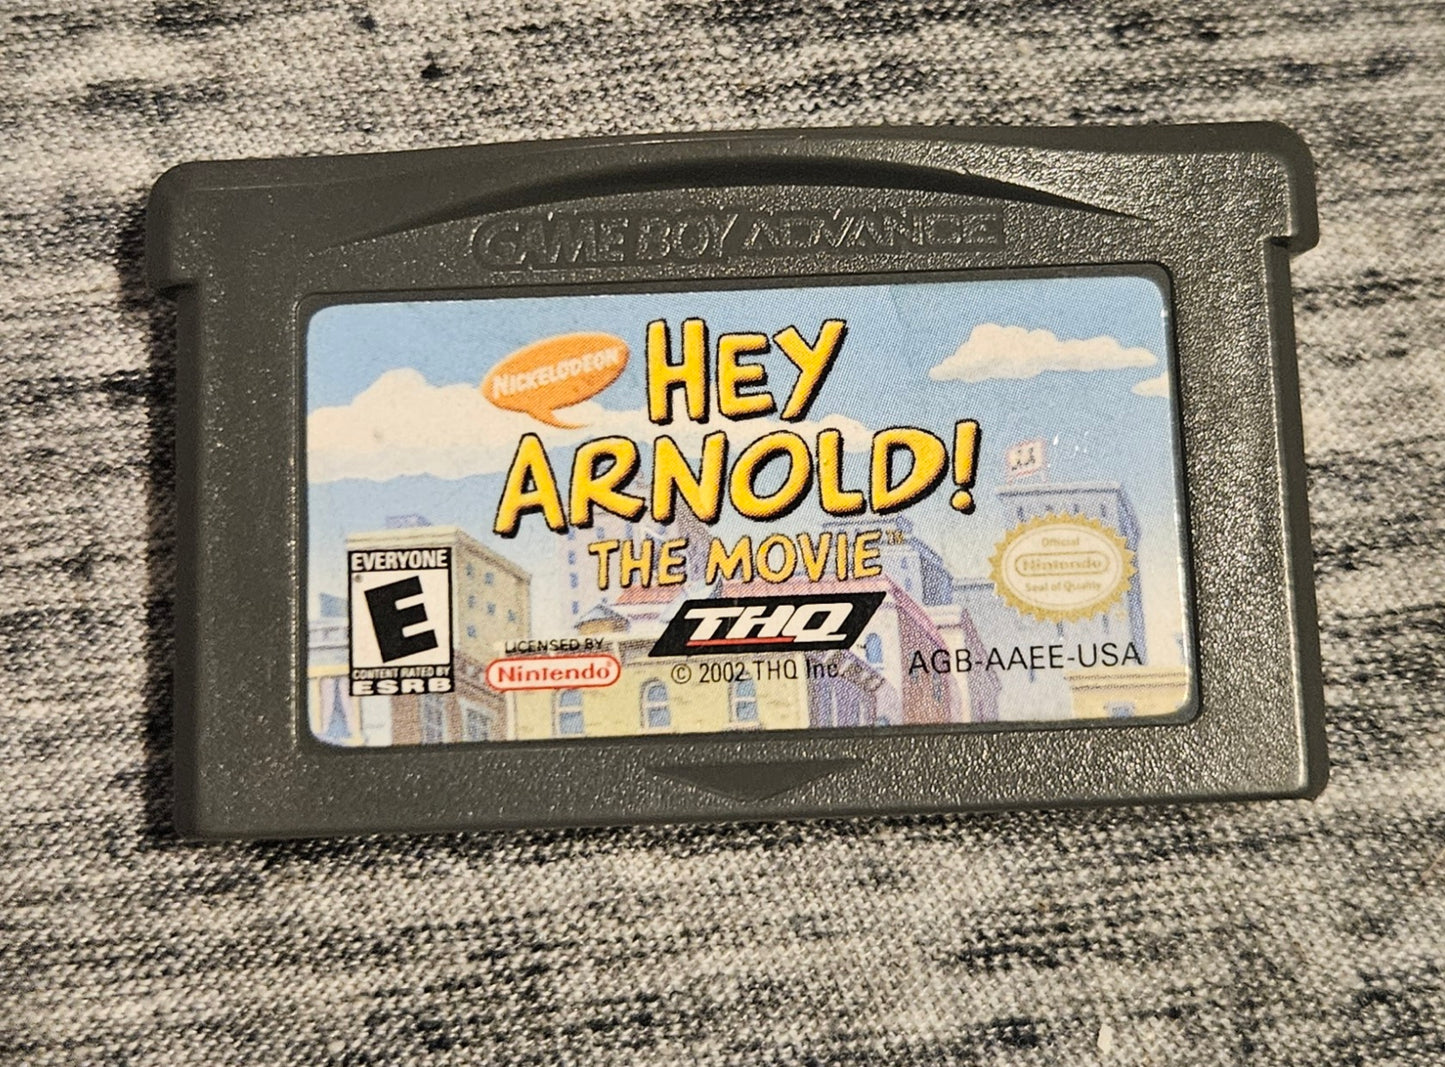 GAME BOY ADVANCE
NICKELODEON
HEY
ARNOLD!
THE MOVIE™
EVERYONE
E
CONTENT RATED BY
ESRB
LICENSED BY
Nintendo®
THQ
© 2002 THQ Inc.
Official
Nintendo
Seal of Quality
AGB-AAEE-USA